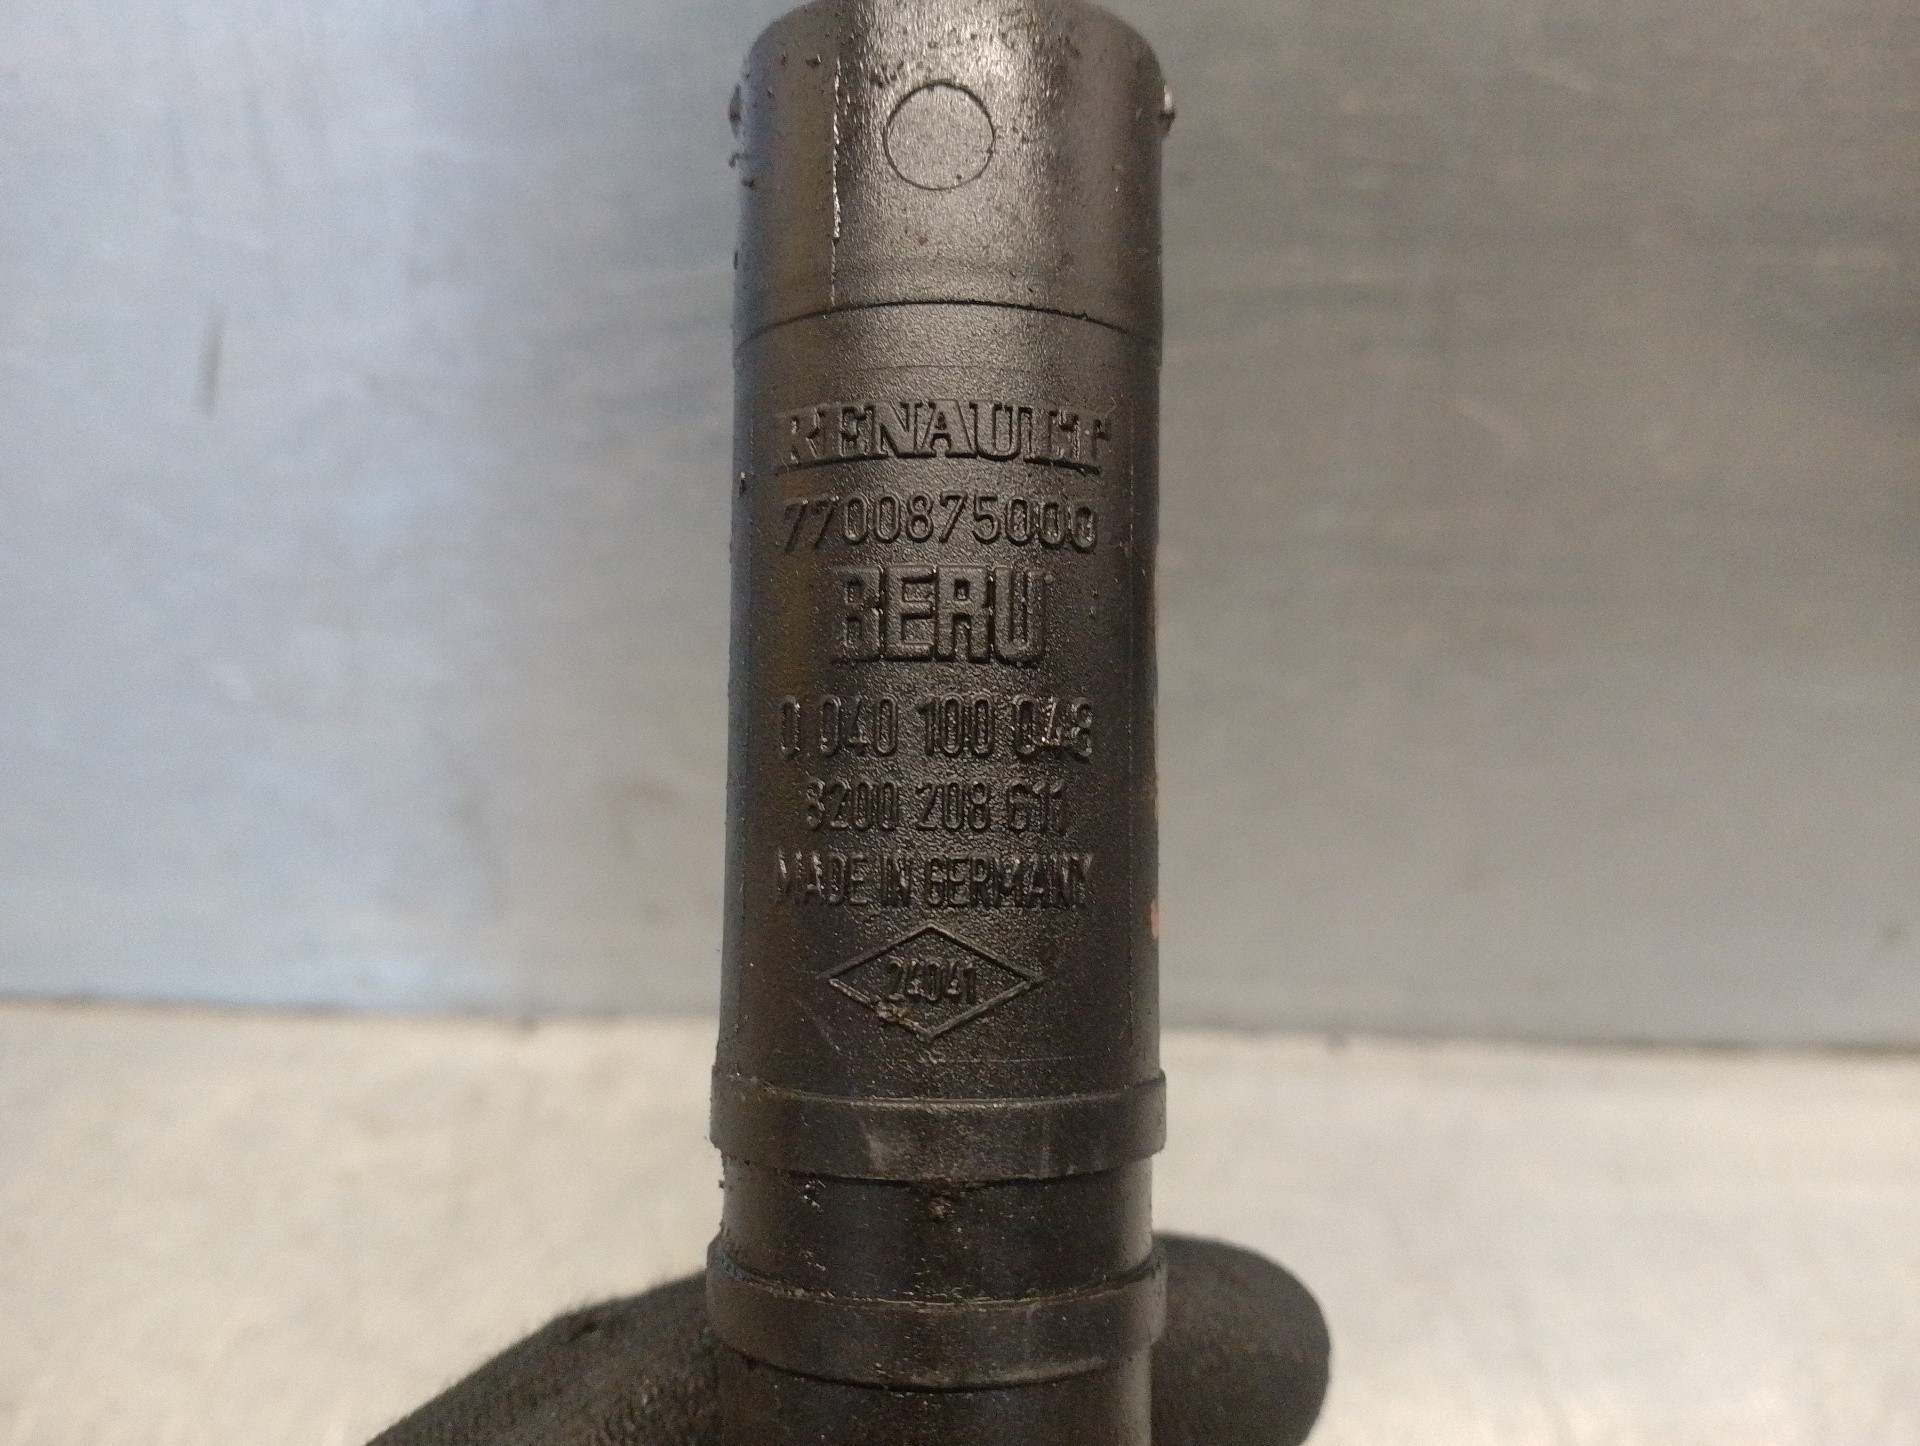 RENAULT
7700875000
BERU
0 040 100 048
8200 208 611
MADE IN GERMANY
24041